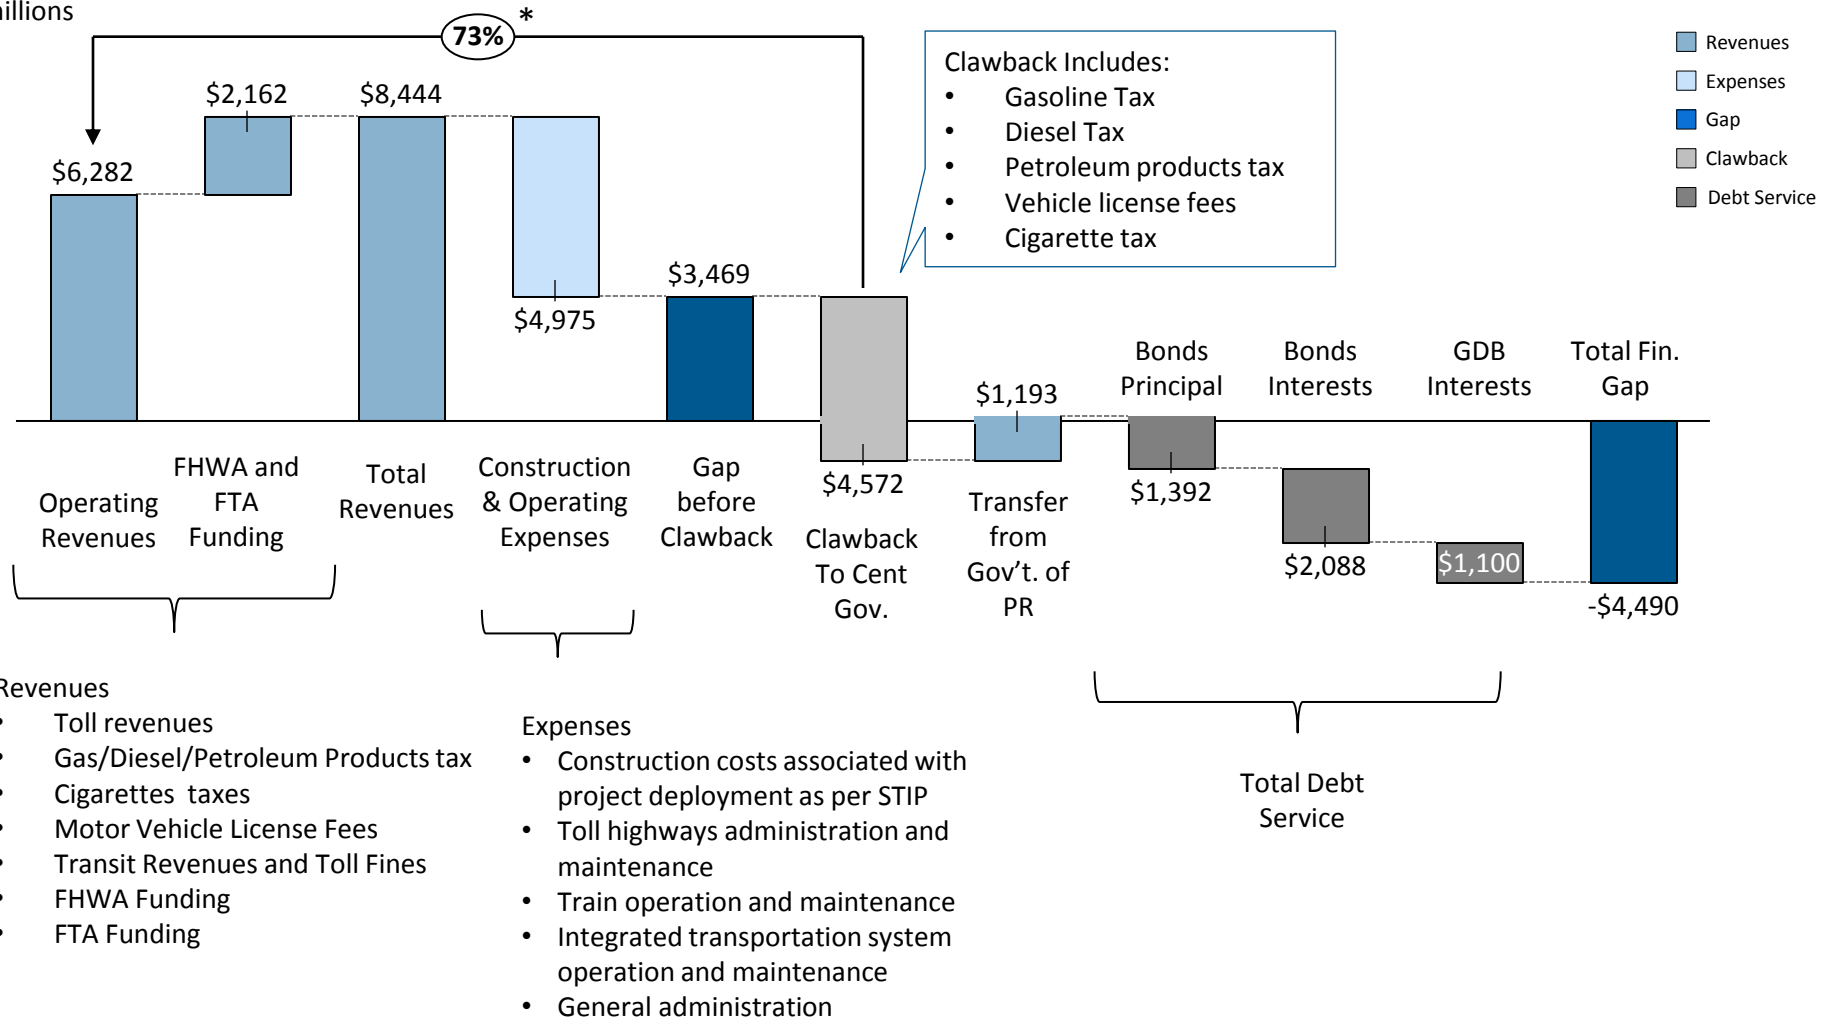 73%
*
$2,162
$8,444
$6,282
$4,975
$3,469
$4,572
$1,193
$1,392
$2,088
$1,100
-$4,490
Clawback Includes:
• Gasoline Tax
• Diesel Tax
• Petroleum products tax
• Vehicle license fees
• Cigarette tax
Revenues
Expenses
Gap
Clawback
Debt Service
Bonds
Principal
Bonds
Interests
GDB
Interests
Total Fin.
Gap
Operating
Revenues
FHWA and
FTA
Funding
Total
Revenues
Construction
& Operating
Expenses
Gap
before
Clawback
Clawback
To Cent
Gov.
Transfer
from
Gov't. of
PR
Revenues
• Toll revenues
• Gas/Diesel/Petroleum Products tax
• Cigarettes taxes
• Motor Vehicle License Fees
• Transit Revenues and Toll Fines
• FHWA Funding
• FTA Funding
Expenses
• Construction costs associated with
project deployment as per STIP
• Toll highways administration and
maintenance
• Train operation and maintenance
• Integrated transportation system
operation and maintenance
• General administration
Total Debt
Service